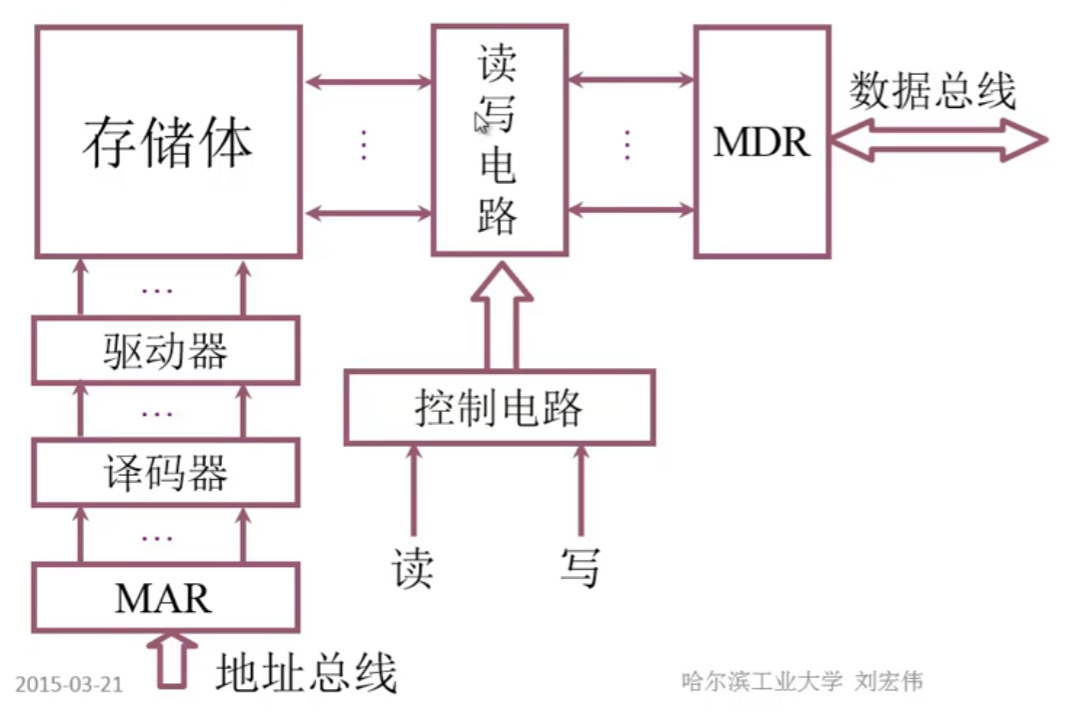 存储体
读写电路
MDR
数据总线
…
…
…
驱动器
…
译码器
控制电路
…
读
写
MAR
地址总线
2015-03-21
哈尔滨工业大学 刘宏伟